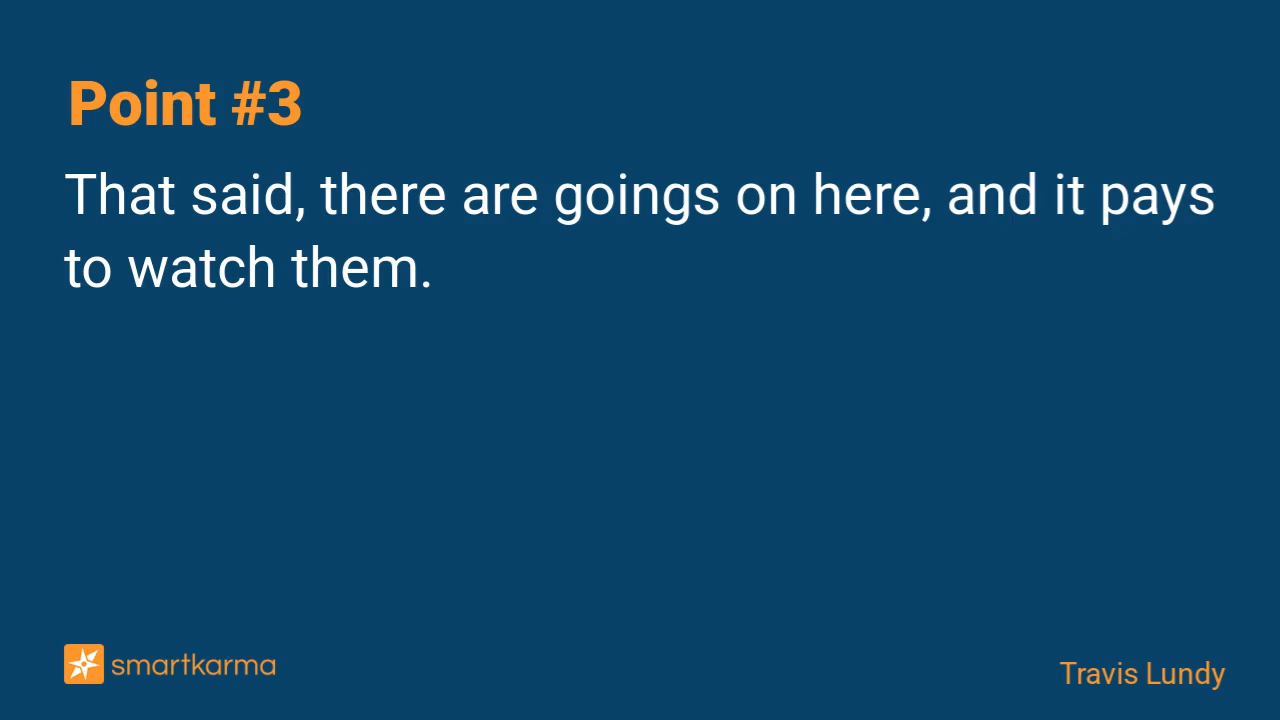 Point #3
That said, there are goings on here, and it pays
to watch them.
smartkarma
Travis Lundy